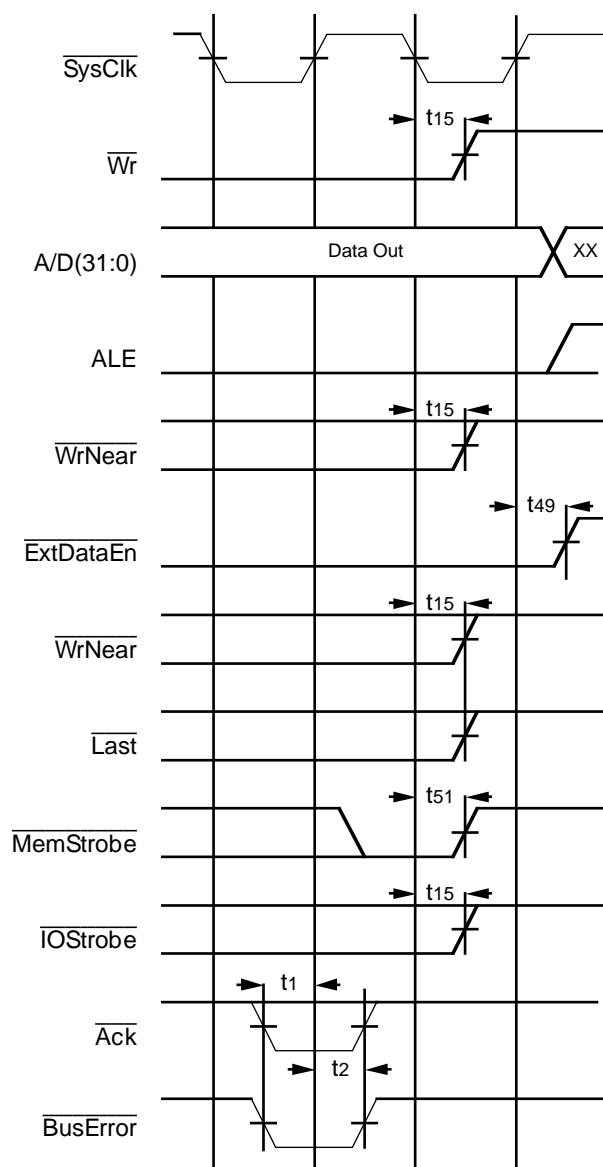 SysClk
t15
Wr
Data Out
XX
A/D(31:0)
ALE
t15
WrNear
t49
ExtDataEn
t15
WrNear
Last
t51
MemStrobe
t15
IOStrobe
t1
Ack
t2
BusError